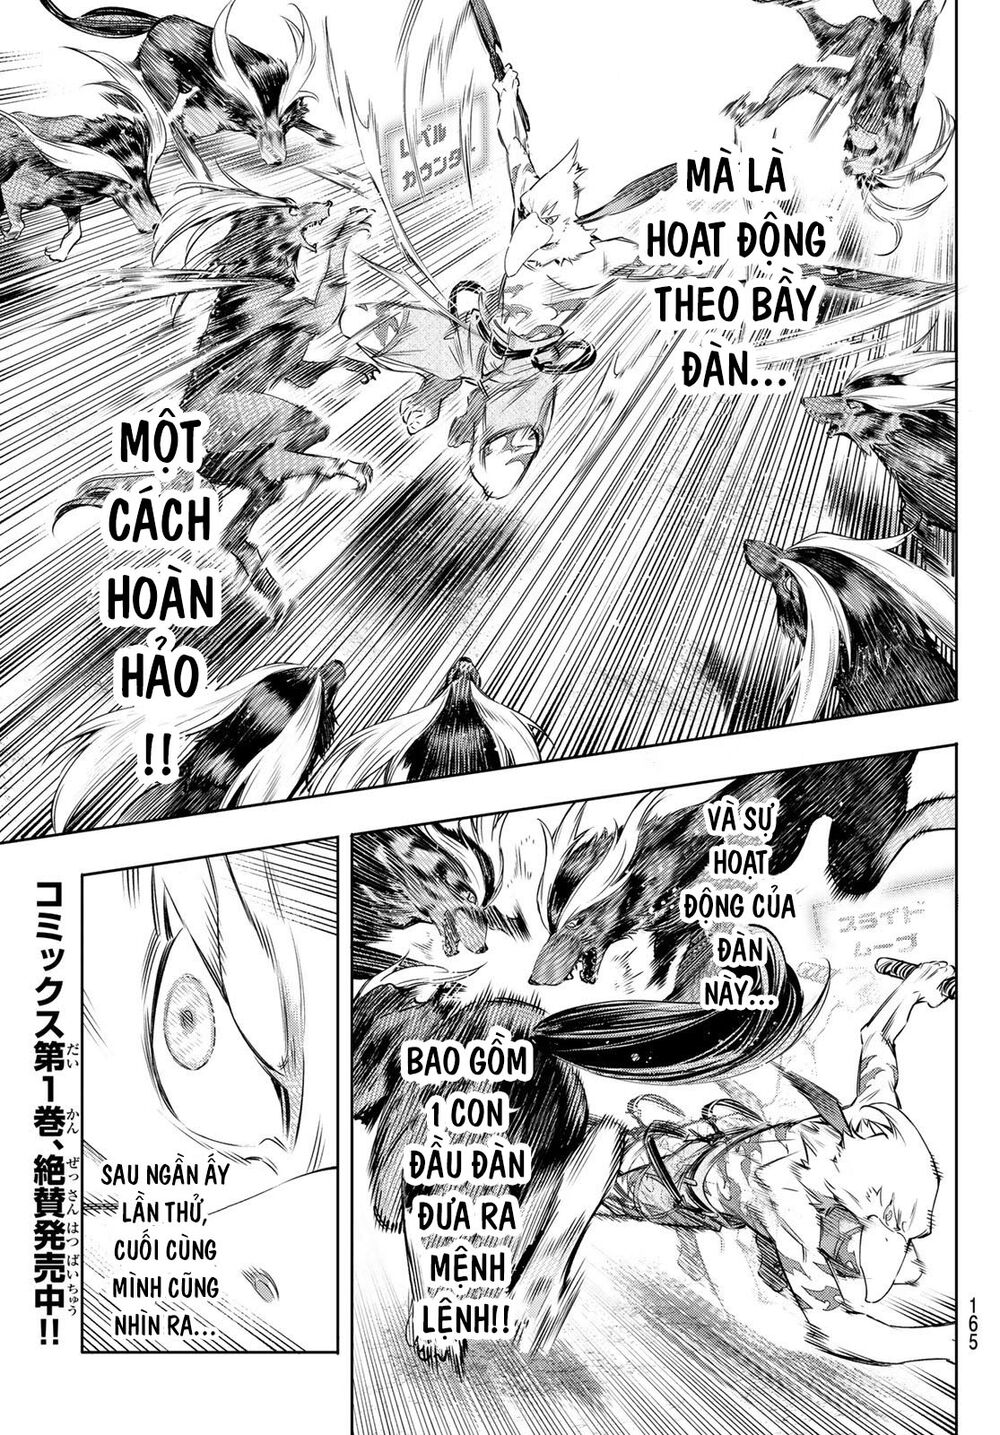 レベル
カウンター
MÀ LÀ
HOẠT ĐỘNG
THEO BẦY
ĐÀN...
MỘT
CÁCH
HOÀN
HẢO
!!
VÀ SỰ
HOẠT
ĐỘNG CỦA
ĐÀN
NÀY...
スライド
ムーブ
BAO GỒM
1 CON
ĐẦU ĐÀN
ĐƯA RA
MỆNH
LỆNH!!
SAU NGẦN ẤY
LẦN THỬ,
CUỐI CÙNG
MÌNH CŨNG
NHÌN RA...
コミックス第1巻、絶賛発売中!!
だい かん ぜっさんはつばいちゅう
165